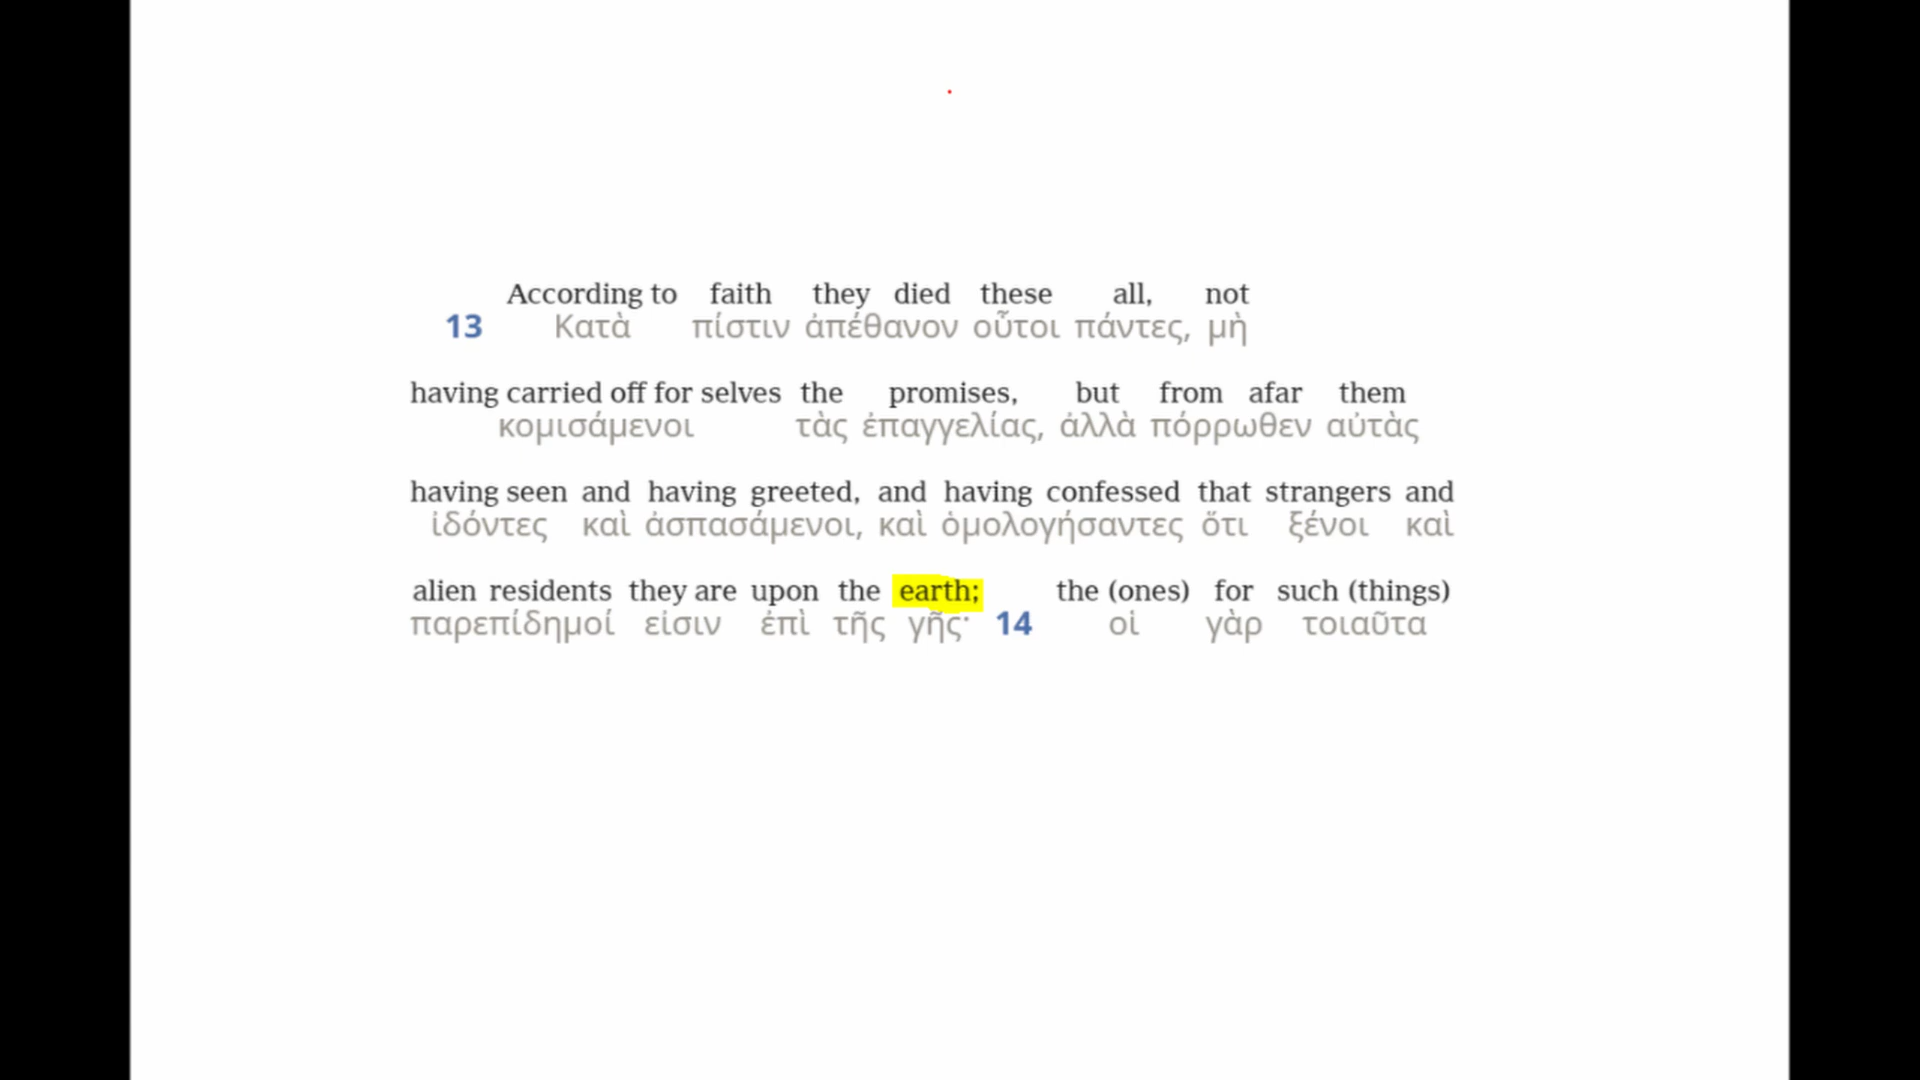 According to faith they died these all, not
13 Κατὰ πίστιν ἀπέθανον οὗτοι πάντες, μὴ
having carried off for selves the promises, but from afar them
κομισάμενοι τὰς ἐπαγγελίας, ἀλλὰ πόρρωθεν αὐτὰς
having seen and having greeted, and having confessed that strangers and
ἰδόντες καὶ ἀσπασάμενοι, καὶ ὁμολογήσαντες ὅτι ξένοι καὶ
alien residents they are upon the earth; the (ones) for such (things)
παρεπίδημοί εἰσιν ἐπὶ τῆς γῆς· 14 οἱ γὰρ τοιαῦτα